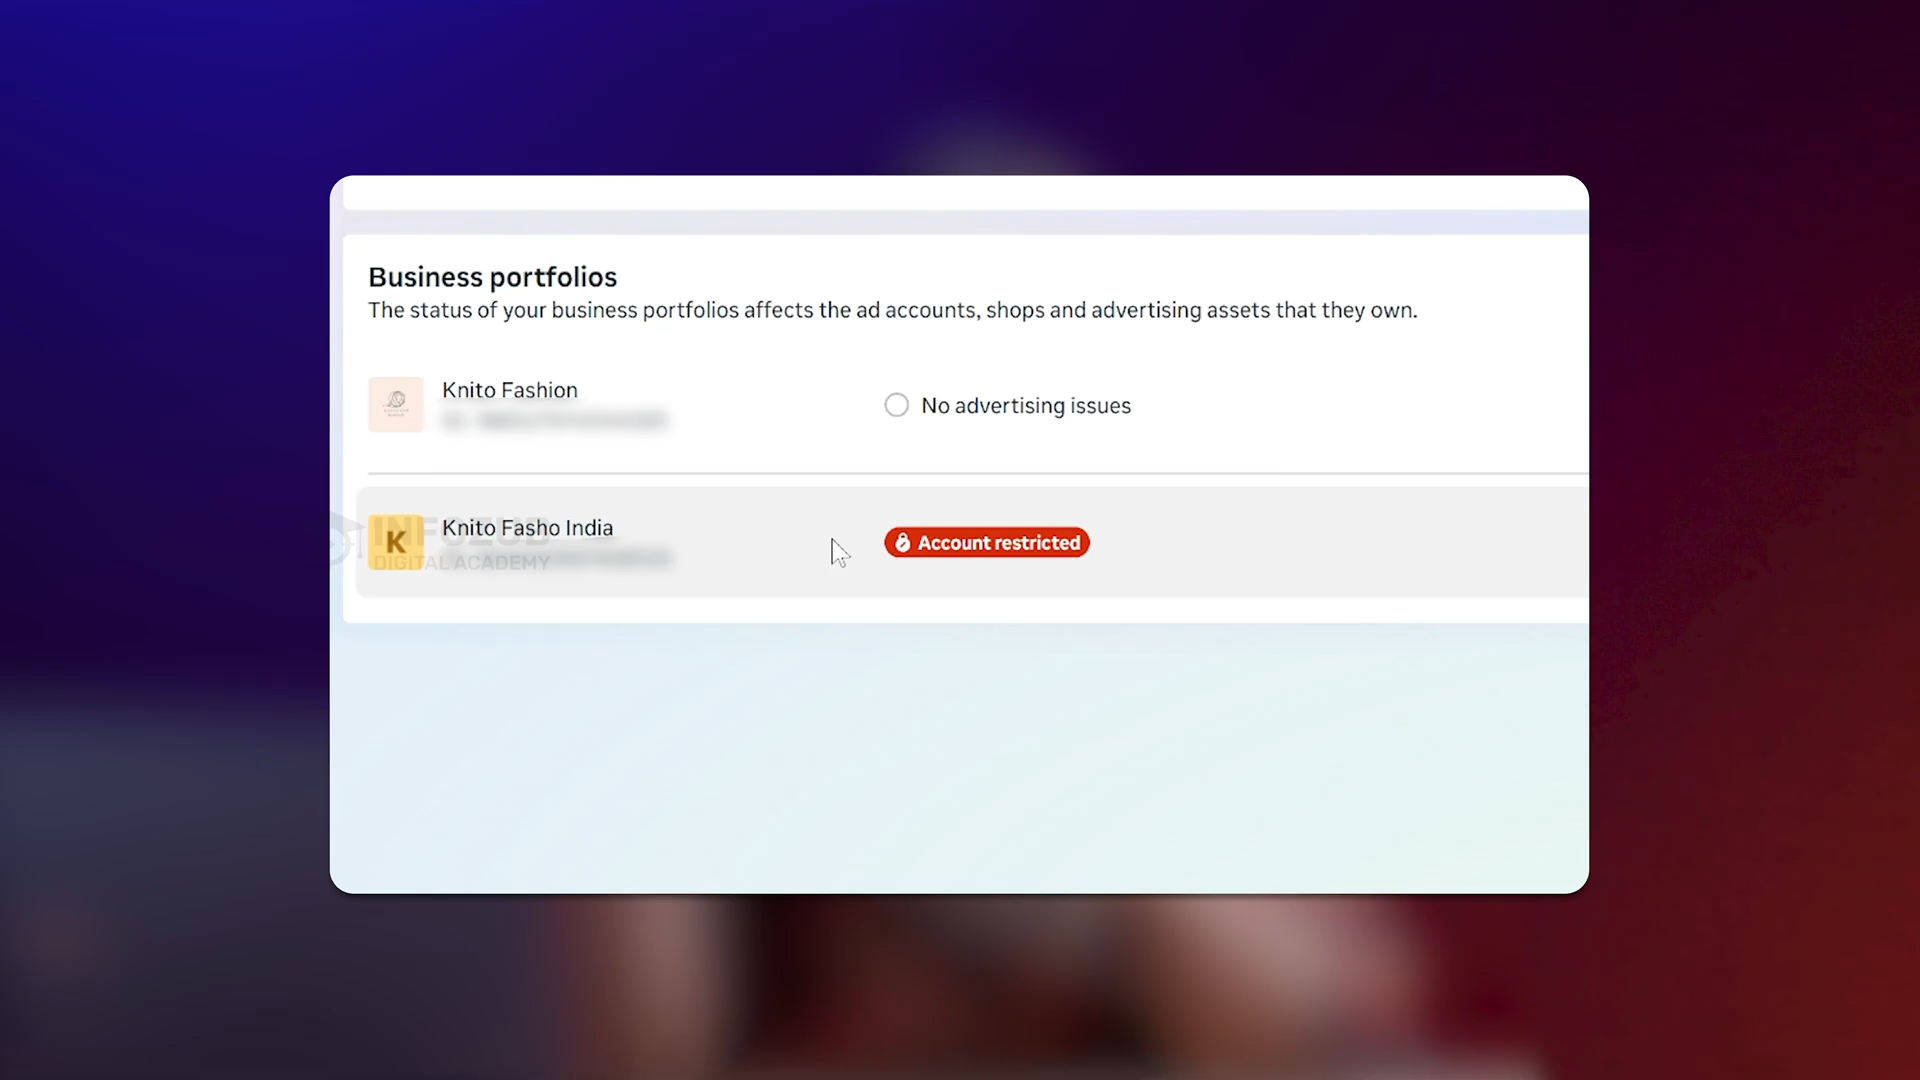 Business portfolios
The status of your business portfolios affects the ad accounts, shops and advertising assets that they own.
Knito Fashion
No advertising issues
Knito Fasho India
Account restricted
K
INFOZUB
DIGITAL ACADEMY